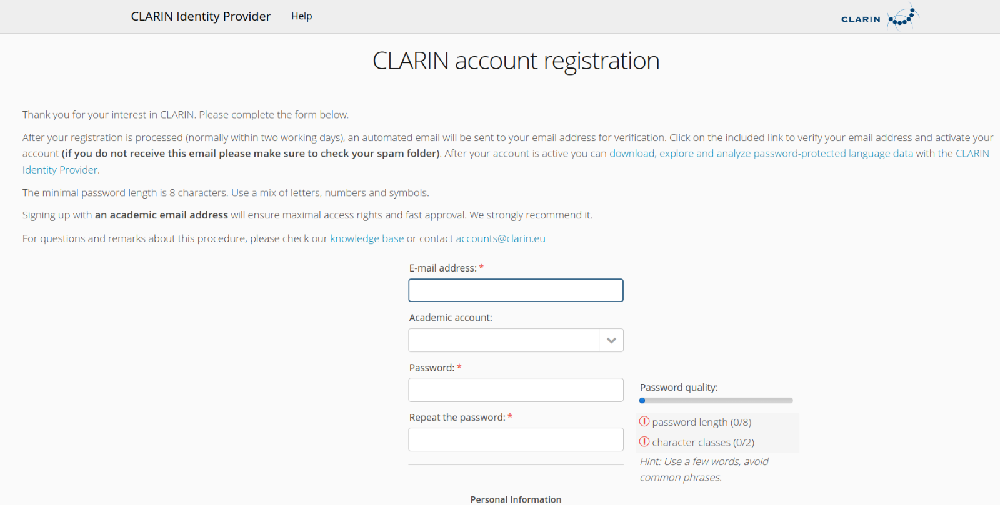 CLARIN Identity Provider
Help
CLARIN
CLARIN account registration
Thank you for your interest in CLARIN. Please complete the form below.
After your registration is processed (normally within two working days), an automated email will be sent to your email address for verification. Click on the included link to verify your email address and activate your
account (if you do not receive this email please make sure to check your spam folder). After your account is active you can download, explore and analyze password-protected language data with the CLARIN
Identity Provider.
The minimal password length is 8 characters. Use a mix of letters, numbers and symbols.
Signing up with an academic email address will ensure maximal access rights and fast approval. We strongly recommend it.
For questions and remarks about this procedure, please check our knowledge base or contact accounts@clarin.eu
E-mail address: *
Academic account:
Password: *
Password quality:
Repeat the password: *
password length (0/8)
character classes (0/2)
Hint: Use a few words, avoid
common phrases.
Personal Information